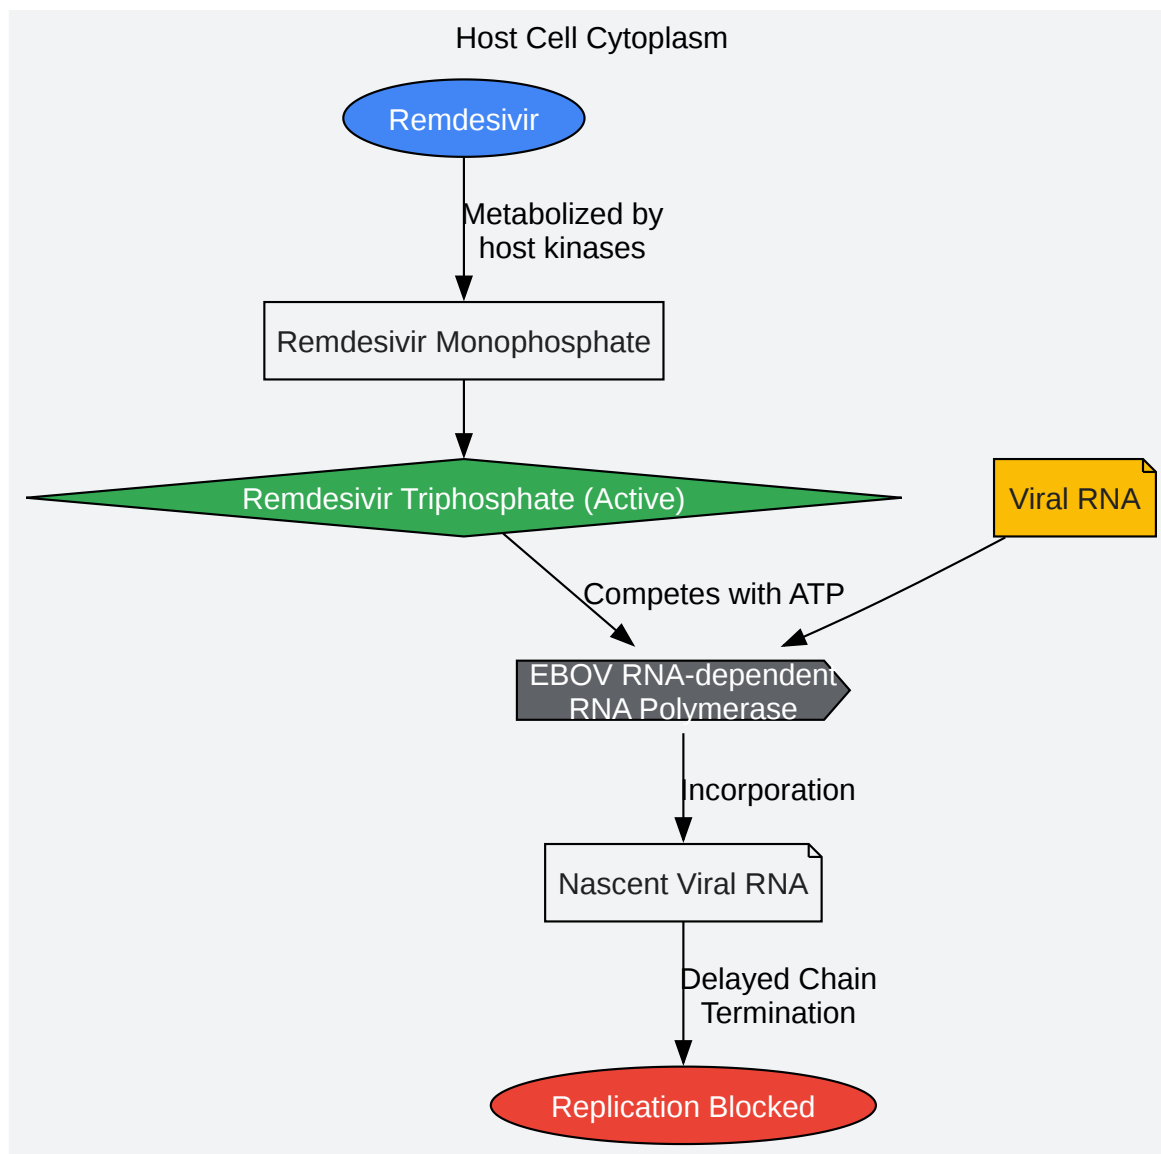 Host Cell Cytoplasm
Remdesivir
Metabolized by
host kinases
Remdesivir Monophosphate
Remdesivir Triphosphate (Active)
Viral RNA
Competes with ATP
EBOV RNA-dependent
RNA Polymerase
Incorporation
Nascent Viral RNA
Delayed Chain
Termination
Replication Blocked